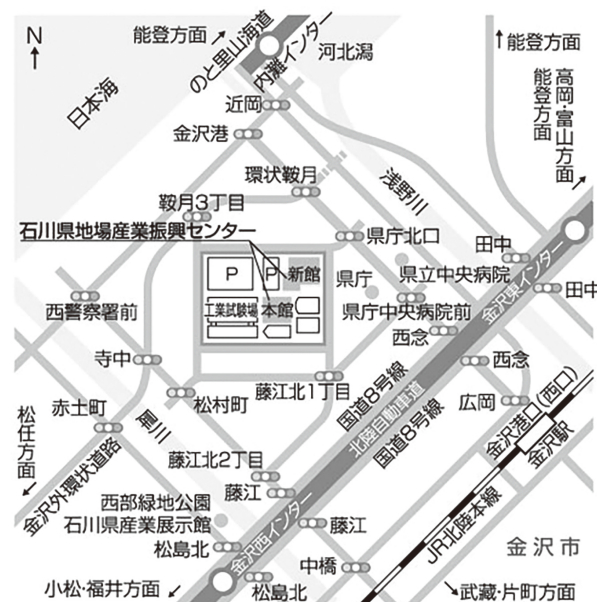 N
能登方面
のと里山海道
内灘インター
河北潟
能登方面
高岡・富山方面
能登方面
日本海
近岡
金沢港
環状鞍月
浅野川
鞍月3丁目
石川県地場産業振興センター
県庁北口
田中
P
P
新館
県庁
県立中央病院
金沢東インター
田中
西警察署前
工業試験場
本館
県庁中央病院前
西念
寺中
西念
藤江北1丁目
国道8号線
北陸自動車道
国道8号線
広岡
金沢港口(西口)
金沢駅
松村町
赤土町
松任方面
犀川
金沢外環状道路
藤江北2丁目
藤江
西部緑地公園
石川県産業展示館
藤江
金沢西インター
JR北陸本線
金沢市
松島北
中橋
小松・福井方面
松島北
武蔵・片町方面